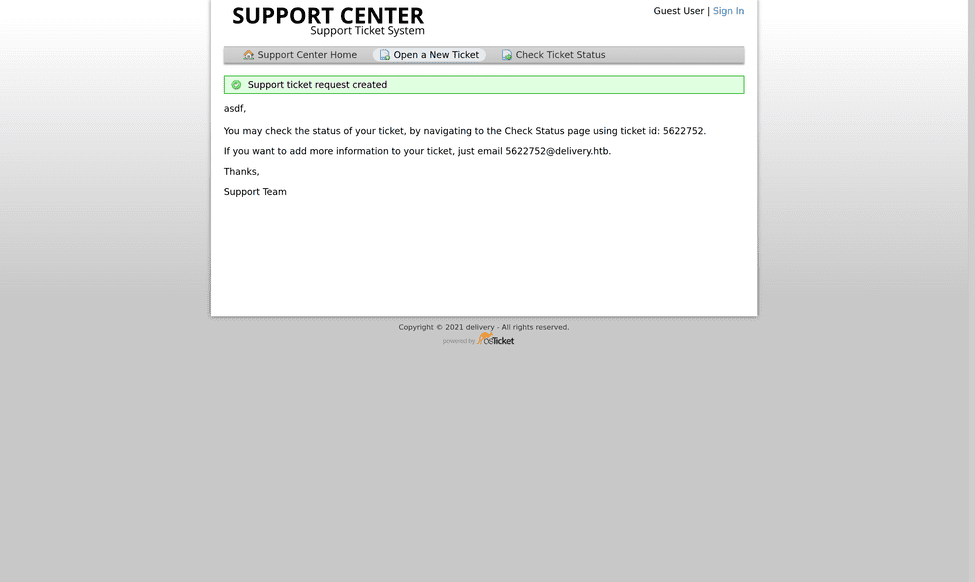 SUPPORT CENTER
Support Ticket System
Guest User | Sign In
Support Center Home
Open a New Ticket
Check Ticket Status
Support ticket request created
asdf,
You may check the status of your ticket, by navigating to the Check Status page using ticket id: 5622752.
If you want to add more information to your ticket, just email 5622752@delivery.htb.
Thanks,
Support Team
Copyright © 2021 delivery - All rights reserved.
powered by osTicket